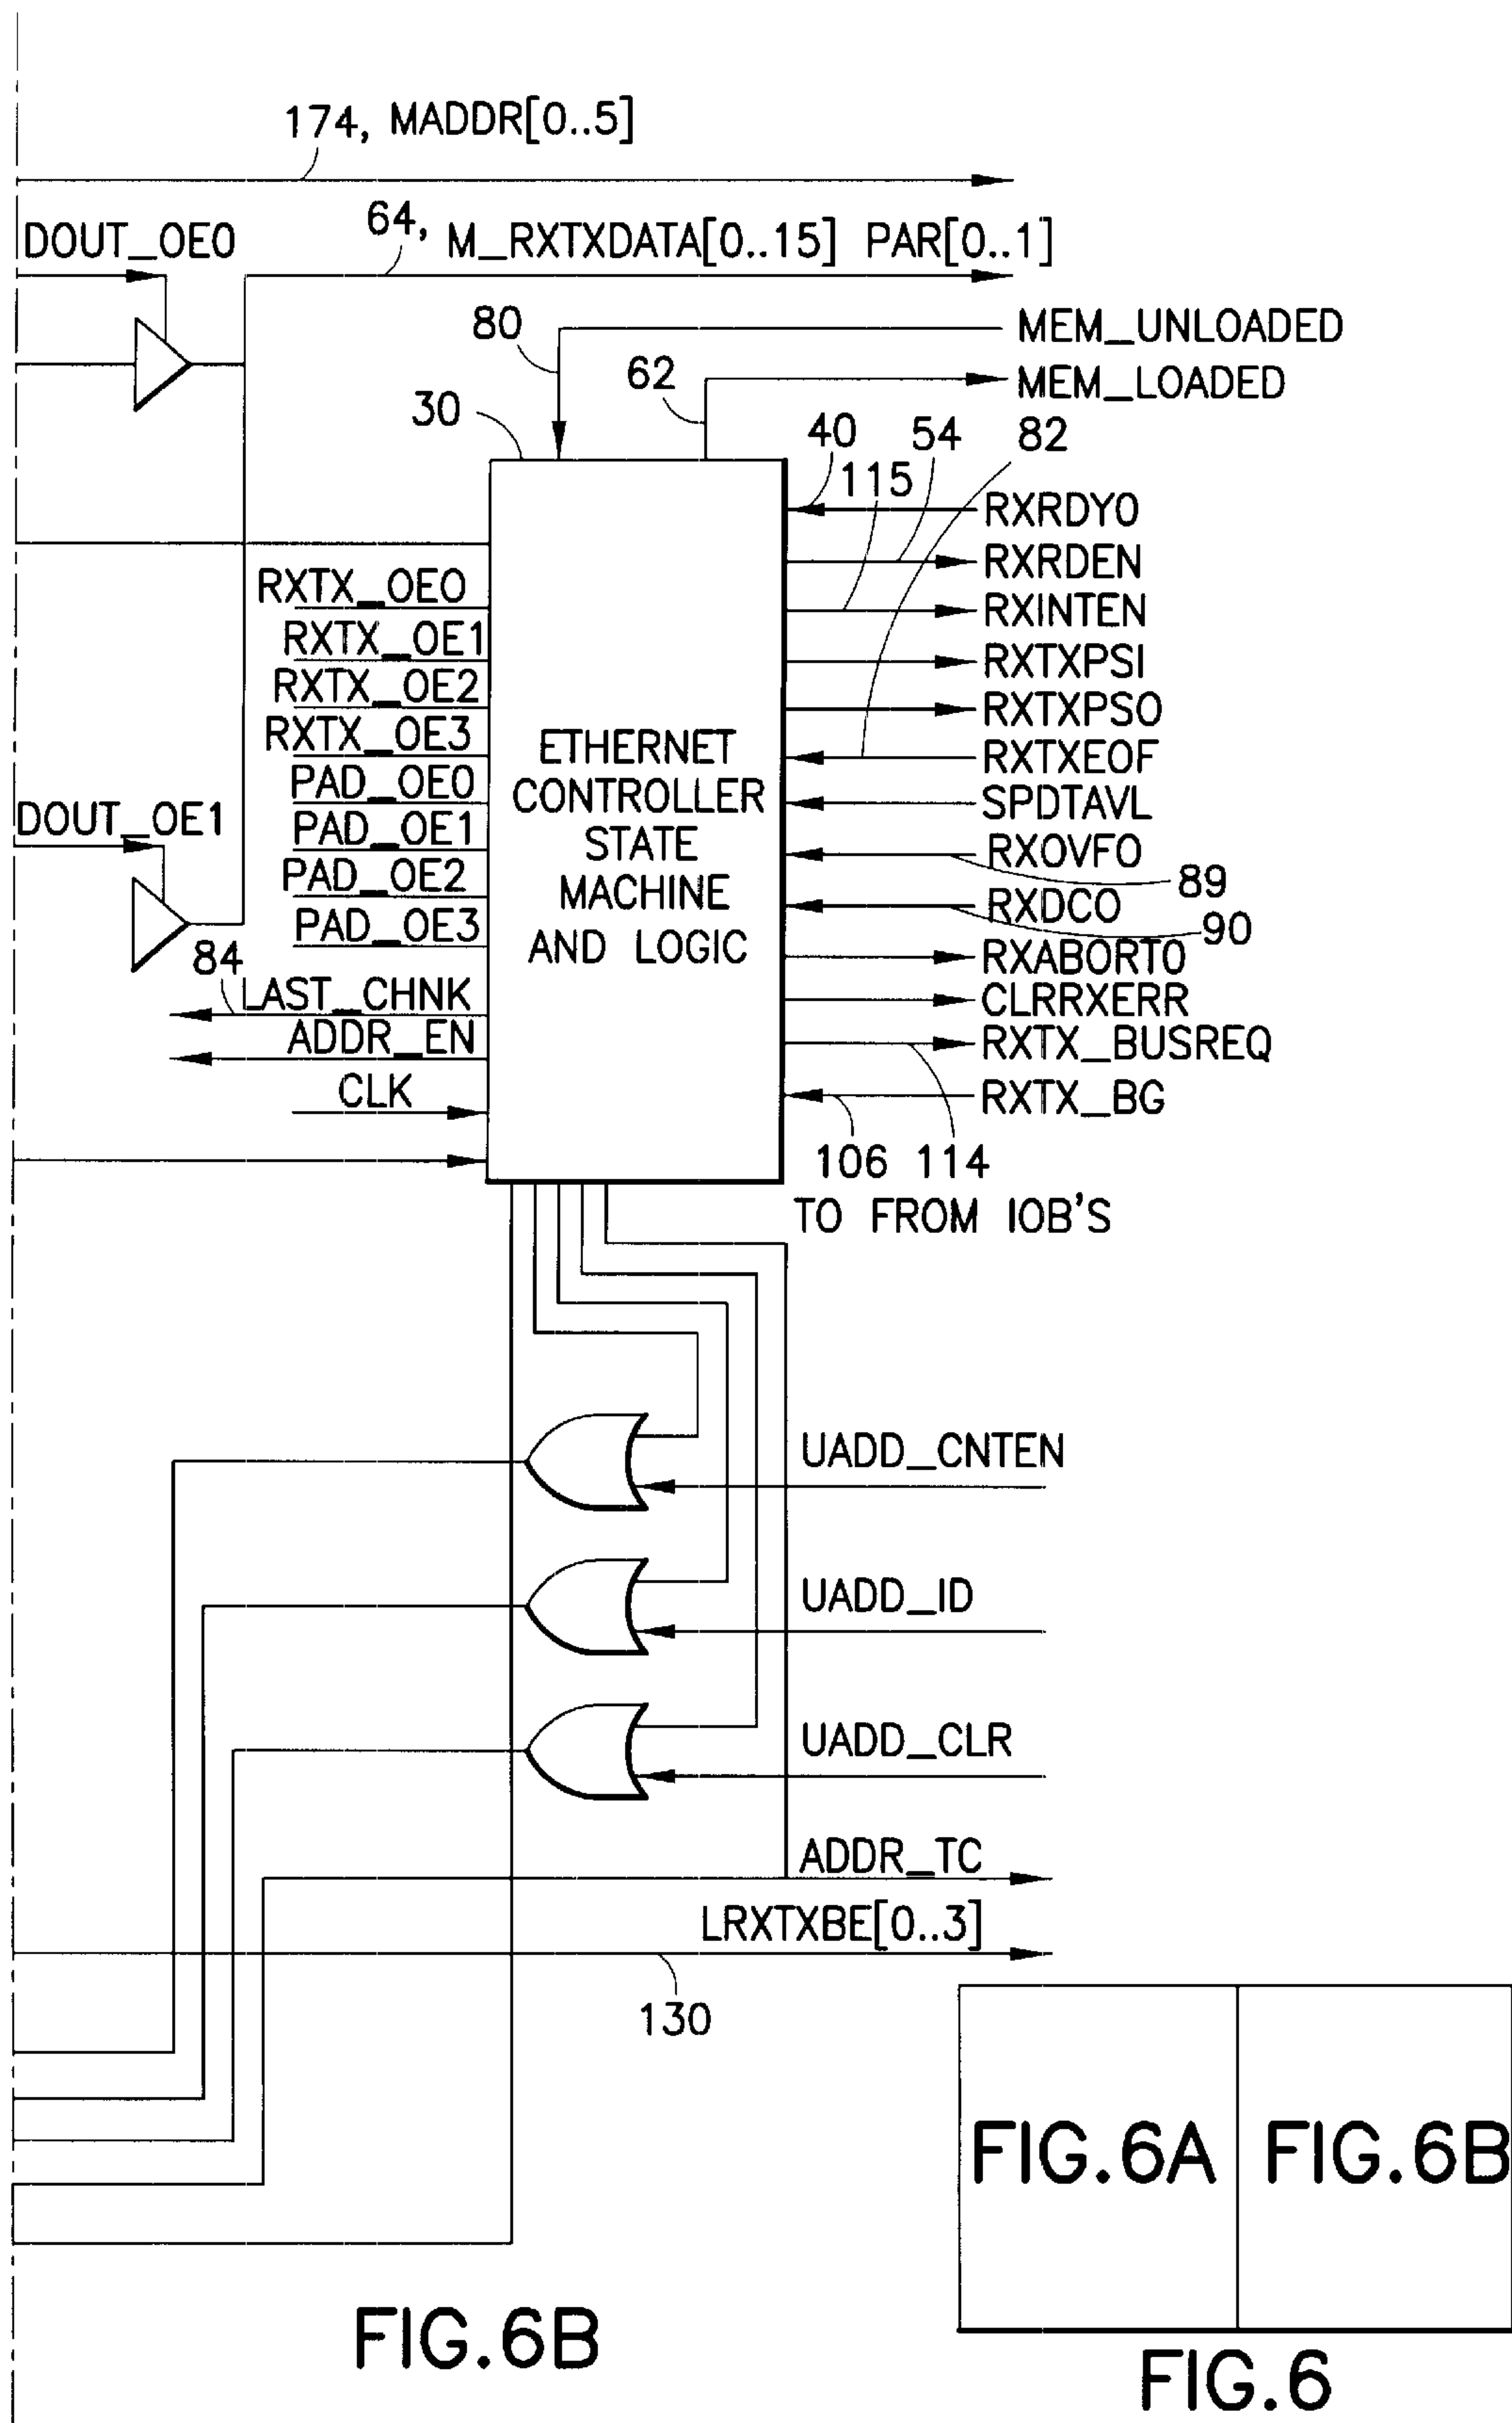 174, MADDR[0..5]
DOUT_OE0
64, M_RXTXDATA[0..15] PAR[0..1]
80
MEM_UNLOADED
62
MEM_LOADED
30
40
54
82
115
RXRDY0
RXRDEN
RXINTEN
RXTXPSI
RXTXPSO
RXTXEOF
SPDTAVL
RXOVFO
89
RXDCO
90
RXABORTO
CLRRXERR
RXTX_BUSREQ
RXTX_BG
106 114
TO FROM IOB'S
RXTX_OE0
RXTX_OE1
RXTX_OE2
RXTX_OE3
PAD_OE0
PAD_OE1
PAD_OE2
PAD_OE3
DOUT_OE1
84
LAST_CHNK
ADDR_EN
CLK
ETHERNET
CONTROLLER
STATE
MACHINE
AND LOGIC
UADD_CNTEN
UADD_ID
UADD_CLR
ADDR_TC
LRXTXBE[0..3]
130
FIG.6A
FIG.6B
FIG.6B
FIG.6